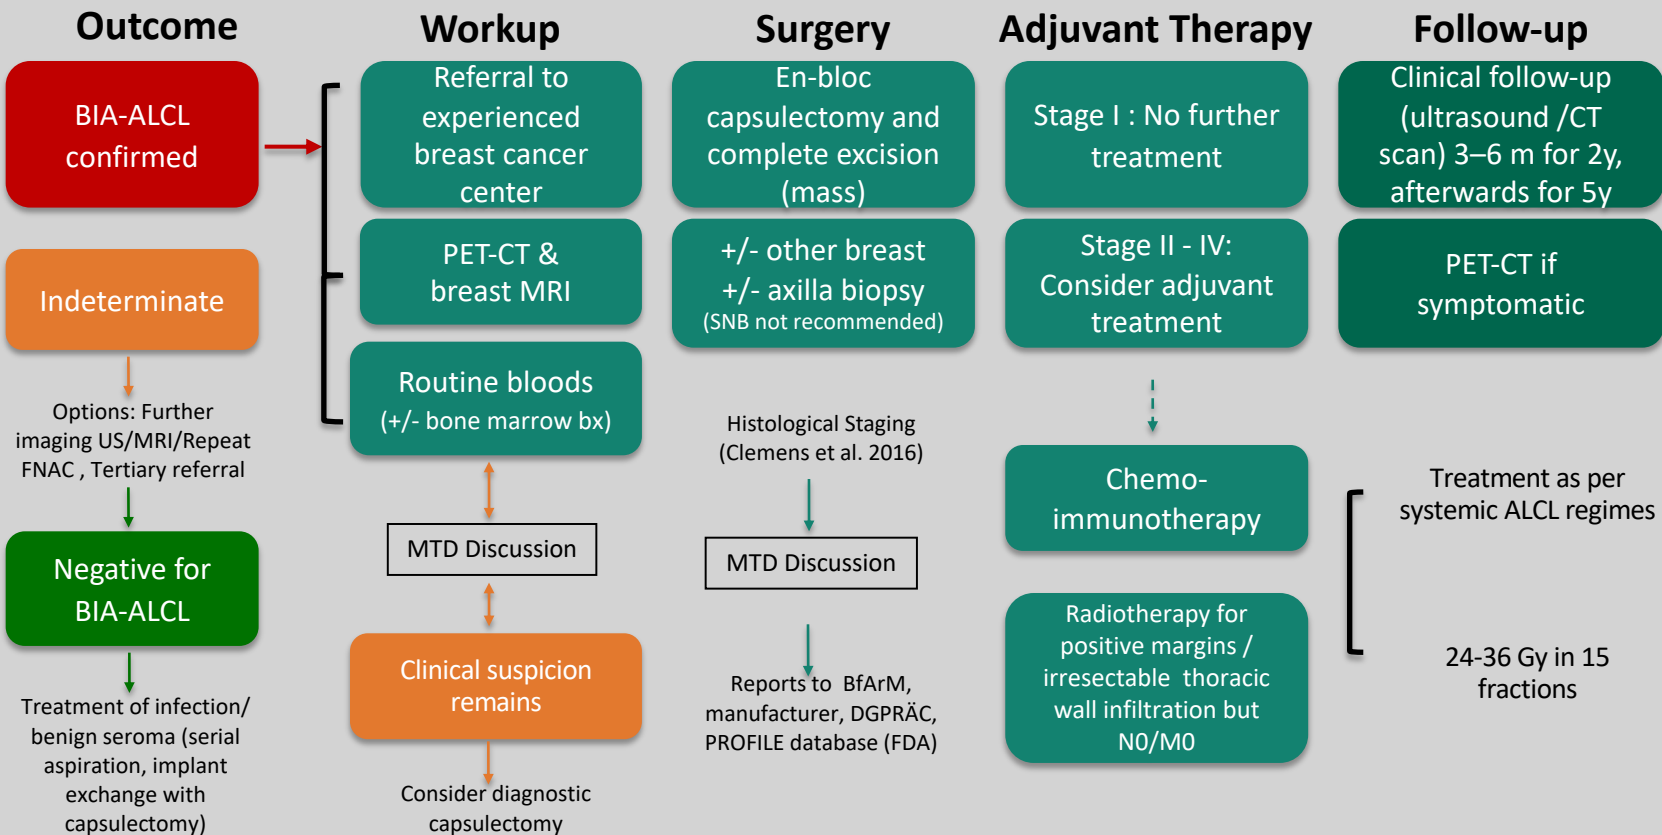 Outcome
BIA-ALCL
confirmed
Indeterminate
Options: Further
imaging US/MRI/Repeat
FNAC , Tertiary referral
Negative for
BIA-ALCL
Treatment of infection/
benign seroma (serial
aspiration, implant
exchange with
capsulectomy)
Workup
Referral to
experienced
breast cancer
center
PET-CT &
breast MRI
Routine bloods
(+/- bone marrow bx)
MTD Discussion
Clinical suspicion
remains
Consider diagnostic
capsulectomy
Surgery
En-bloc
capsulectomy and
complete excision
(mass)
+/- other breast
+/- axilla biopsy
(SNB not recommended)
Histological Staging
(Clemens et al. 2016)
MTD Discussion
Reports to BfArM,
manufacturer, DGPRÄC,
PROFILE database (FDA)
Adjuvant Therapy
Stage I : No further
treatment
Stage II - IV:
Consider adjuvant
treatment
Chemo-
immunotherapy
Radiotherapy for
positive margins /
irresectable thoracic
wall infiltration but
N0/M0
Follow-up
Clinical follow-up
(ultrasound /CT
scan) 3–6 m for 2y,
afterwards for 5y
PET-CT if
symptomatic
Treatment as per
systemic ALCL regimes
24-36 Gy in 15
fractions